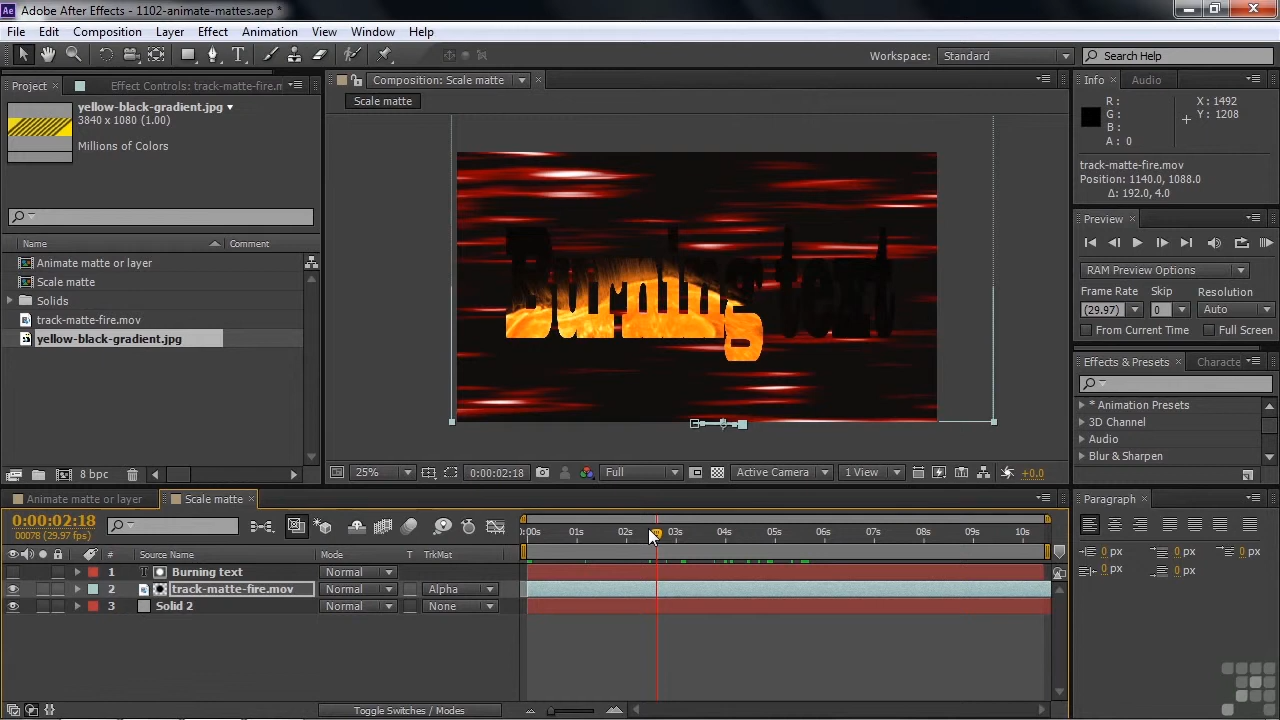 Adobe After Effects - 1102-animate-mattes.aep *
File Edit Composition Layer Effect Animation View Window Help
Workspace: Standard Search Help
Project Effect Controls: track-matte-fire.m
Composition: Scale matte
Info Audio
yellow-black-gradient.jpg
3840 x 1080 (1.00)
Millions of Colors
Scale matte
R :
G :
B :
A : 0
X : 1492
Y : 1208
track-matte-fire.mov
Position: 1140.0, 1088.0
Δ: 192.0, 4.0
Preview
Name Comment
Animate matte or layer
Scale matte
Solids
track-matte-fire.mov
yellow-black-gradient.jpg
Burning text
RAM Preview Options
Frame Rate Skip Resolution
(29.97) 0 Auto
From Current Time Full Screen
Effects & Presets Characte
* Animation Presets
3D Channel
Audio
Blur & Sharpen
8 bpc
25% 0:00:02:18 Full Active Camera 1 View +0.0
Animate matte or layer Scale matte
Paragraph
0:00:02:18
00078 (29.97 fps)
:00s 01s 02s 03s 04s 05s 06s 07s 08s 09s 10s
# Source Name Mode T TrkMat
1 T Burning text Normal
2 track-matte-fire.mov Normal Alpha
3 Solid 2 Normal None
0 px 0 px 0 px
0 px 0 px
Toggle Switches / Modes